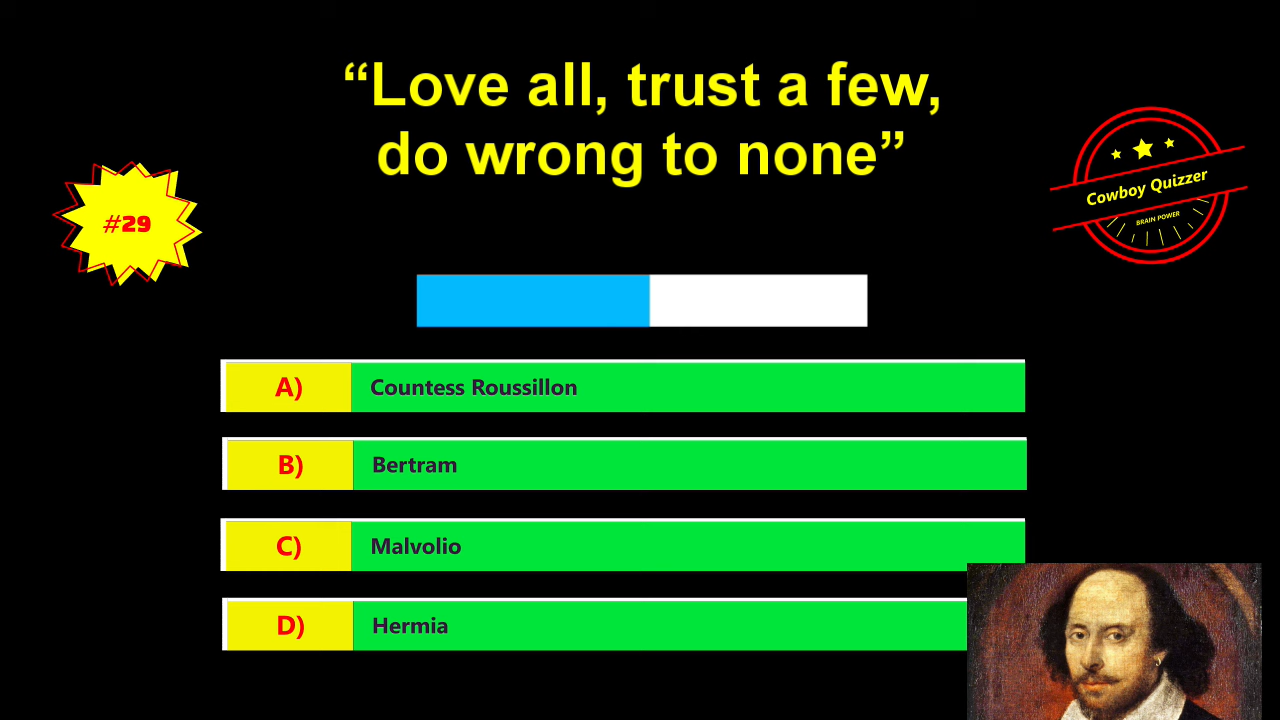 “Love all, trust a few,
do wrong to none”
#29
Cowboy Quizzer
BRAIN POWER
A) Countess Roussillon
B) Bertram
C) Malvolio
D) Hermia